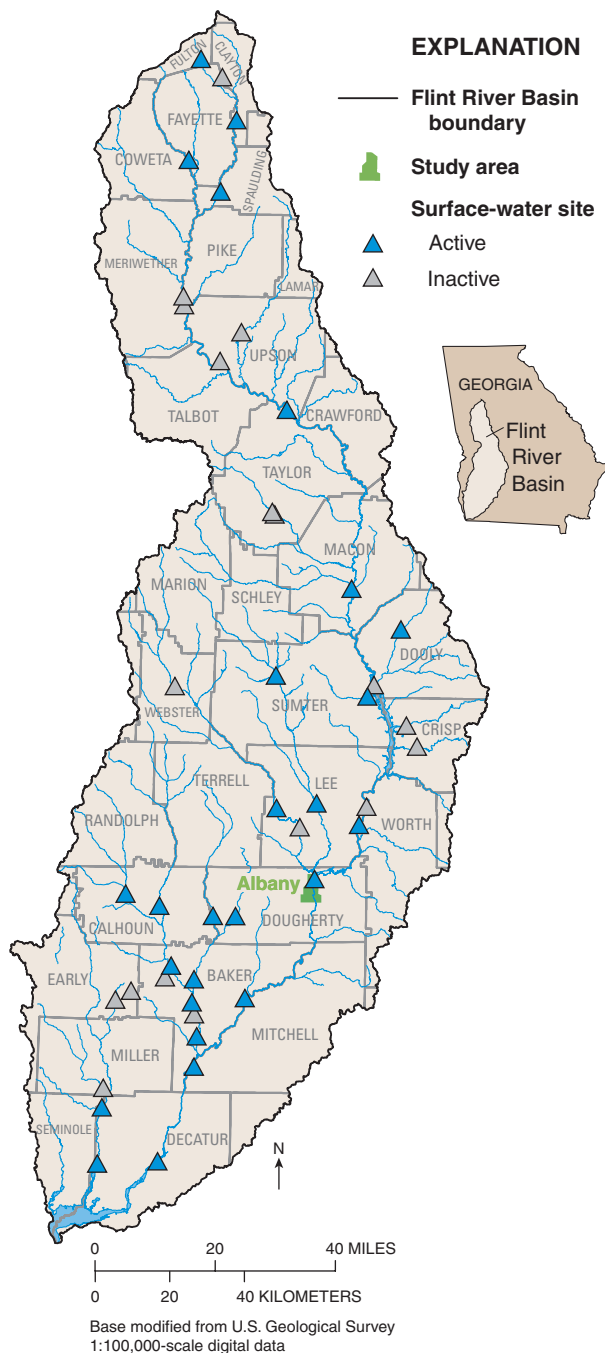 EXPLANATION
Flint River Basin
boundary
Study area
Surface-water site
Active
Inactive
FULTON
CLAYTON
FAYETTE
COWETA
SPAULDING
PIKE
MERIWETHER
LAMAR
UPSON
TALBOT
CRAWFORD
TAYLOR
MACON
MARION
SCHLEY
DOOLY
SUMTER
WEBSTER
CRISP
LEE
TERRELL
RANDOLPH
WORTH
Albany
DOUGHERTY
CALHOUN
EARLY
BAKER
MITCHELL
MILLER
SEMINOLE
DECATUR
GEORGIA
Flint
River
Basin
N
0 20 40 MILES
0 20 40 KILOMETERS
Base modified from U.S. Geological Survey
1:100,000-scale digital data